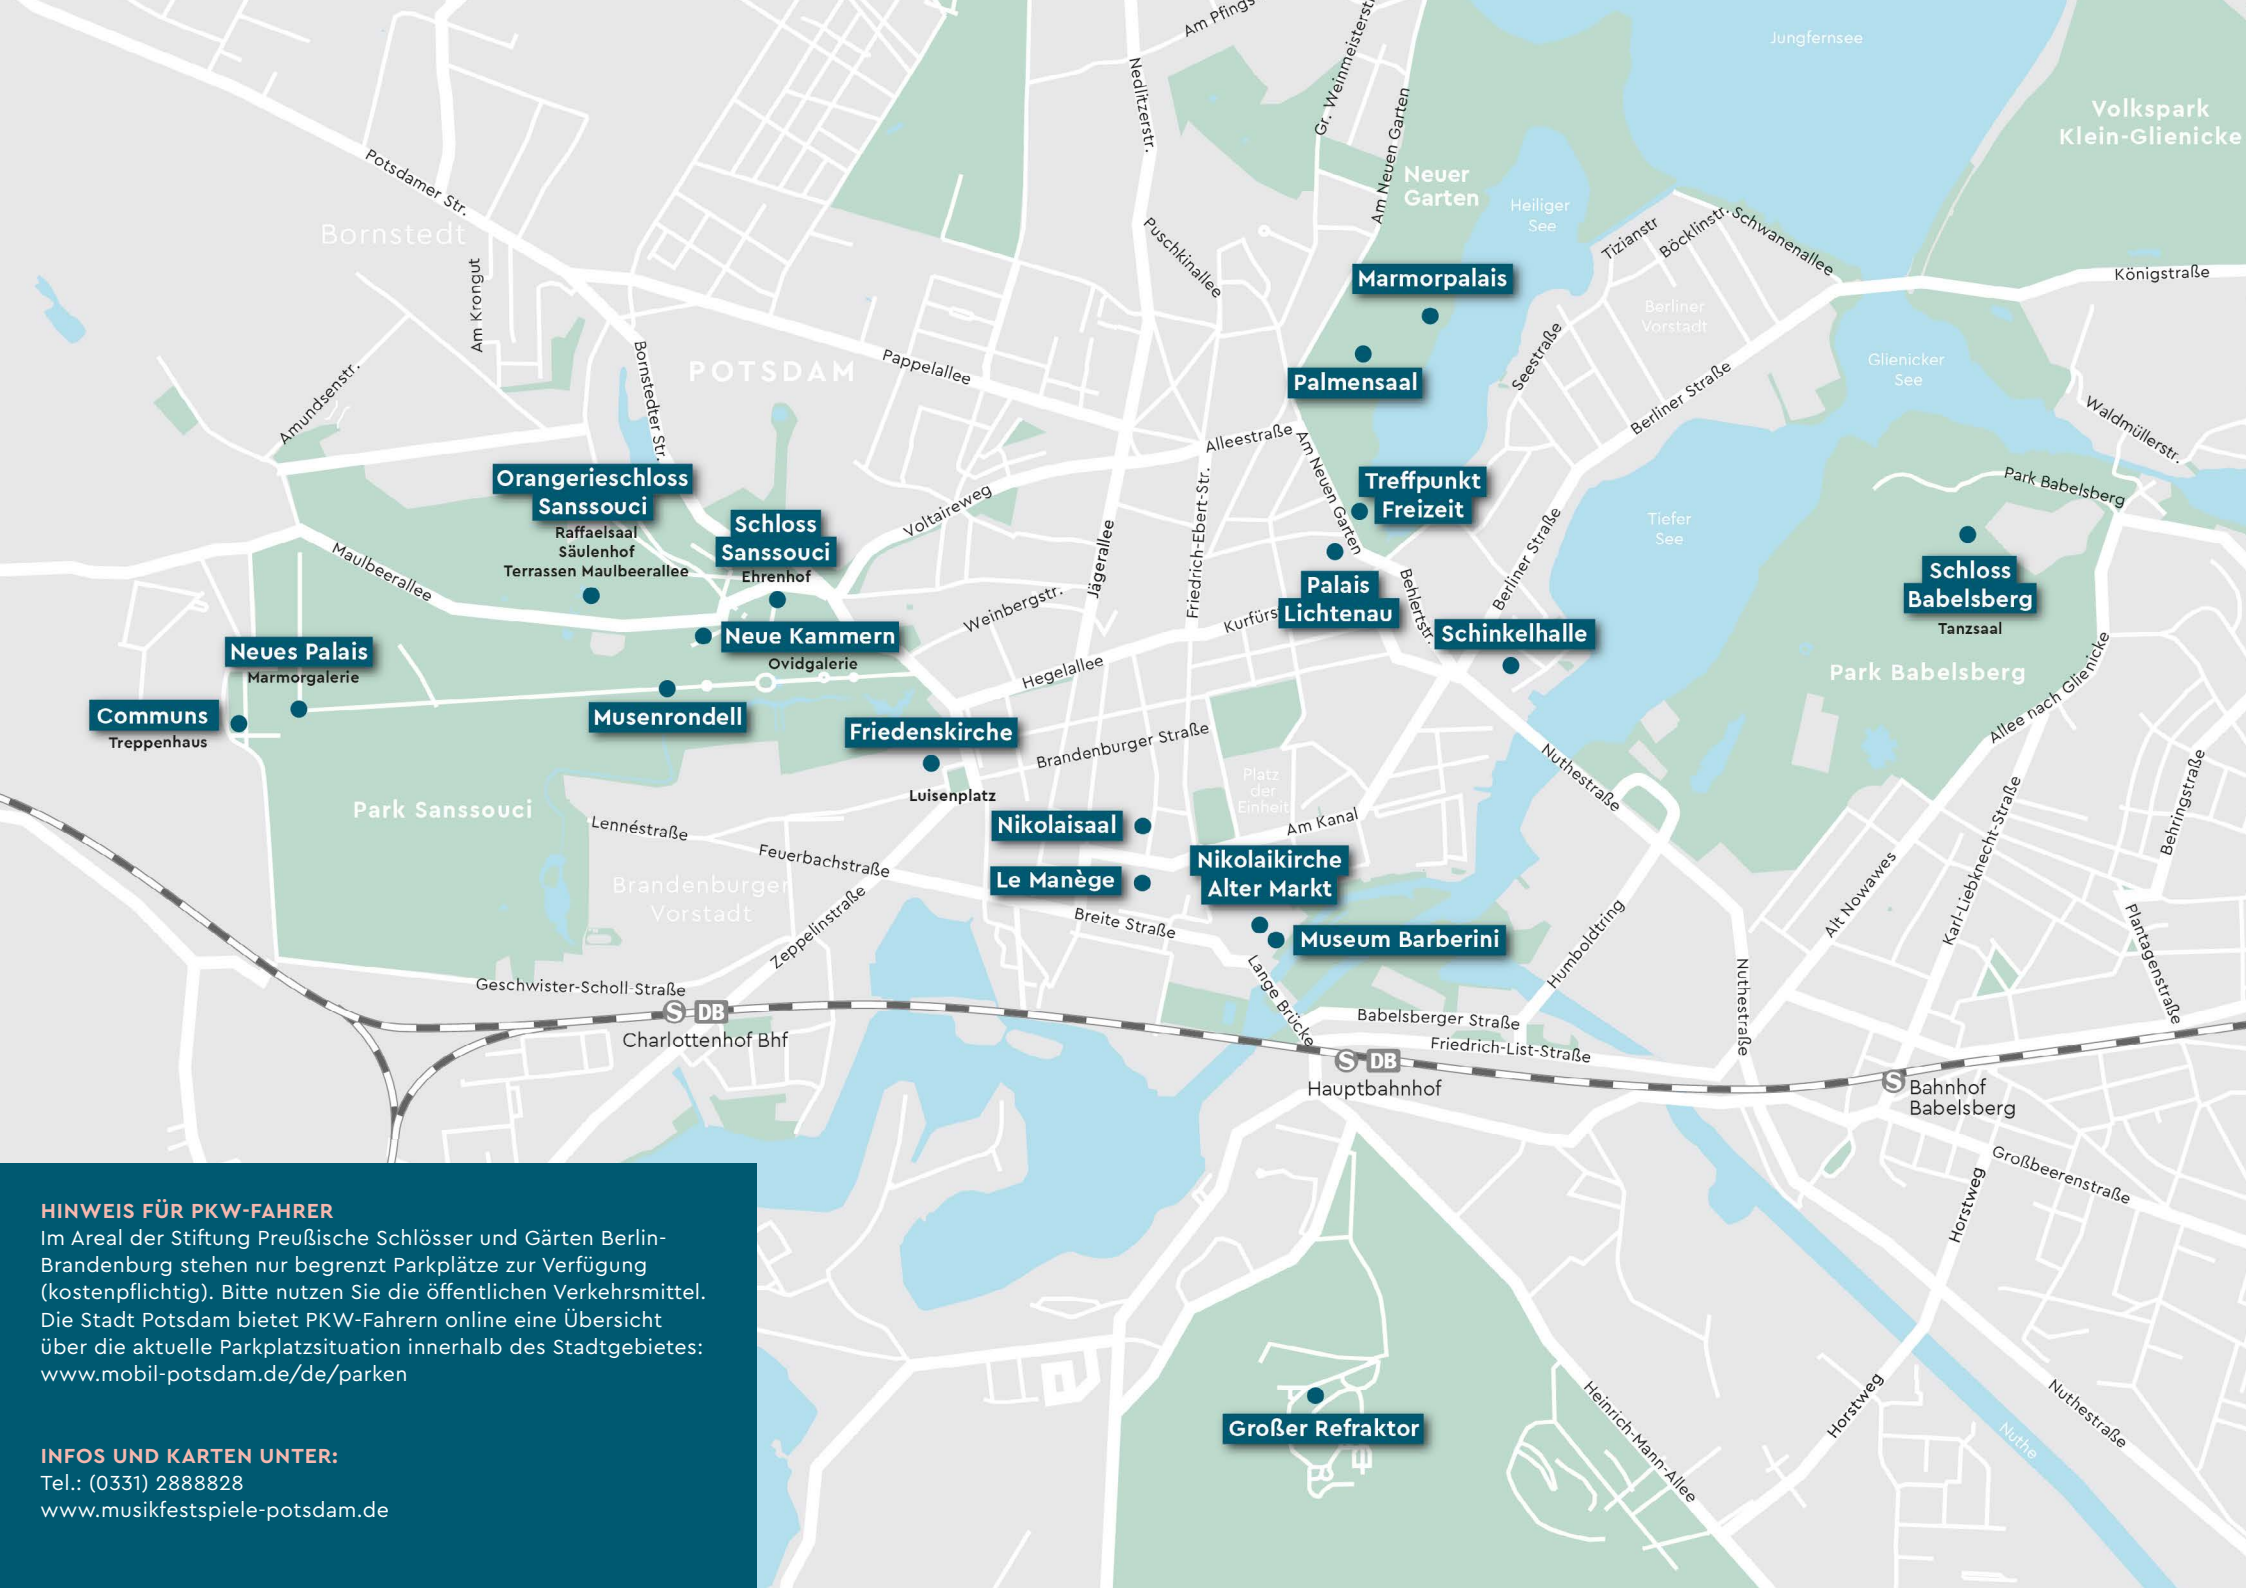 Am Pfings
Gr. Weinmeisterstr
Jungfernsee
Nedlitzerstr.
Am Neuen Garten
Volkspark
Klein-Glienicke
Potsdamer Str.
Neuer
Garten
Heiliger
See
Bornstedt
Am Krongut
Puschkinallee
Tizianstr
Böcklinstr.
Schwanenallee
Königstraße
Marmorpalais
Berliner
Vorstadt
Seestraße
Bornstedter Str.
POTSDAM
Pappelallee
Palmensaal
Berliner Straße
Glienicker
See
Amundsenstr.
Waldmüllerstr.
Alleestraße
Am Neuen Garten
Orangerieschloss
Sanssouci
Raffaelsaal
Säulenhof
Terrassen Maulbeerallee
Schloss
Sanssouci
Ehrenhof
Voltaireweg
Jägerallee
Friedrich-Ebert-Str.
Treffpunkt
Freizeit
Berliner Straße
Tiefer
See
Park Babelsberg
Schloss
Babelsberg
Tanzsaal
Maulbeerallee
Palais
Lichtenau
Behlertstr.
Weinbergstr.
Kurfürs
Schinkelhalle
Neue Kammern
Ovidgalerie
Neues Palais
Marmorgalerie
Hegelallee
Park Babelsberg
Allee nach Glienicke
Communs
Treppenhaus
Musenrondell
Friedenskirche
Brandenburger Straße
Nuthestraße
Luisenplatz
Platz
der
Einheit
Park Sanssouci
Lennéstraße
Nikolaisaal
Am Kanal
Behringstraße
Karl-Liebknecht-Straße
Feuerbachstraße
Le Manège
Nikolaikirche
Alter Markt
Alt Nowawes
Brandenburger
Vorstadt
Zeppelinstraße
Breite Straße
Museum Barberini
Humboldtring
Plantagenstraße
Lange Brücke
Nuthestraße
Geschwister-Scholl-Straße
S DB
Charlottenhof Bhf
Babelsberger Straße
Friedrich-List-Straße
S DB
Hauptbahnhof
S Bahnhof
Babelsberg
Großbeerenstraße
Horstweg
Großer Refraktor
Heinrich-Mann-Allee
Horstweg
Nuthestraße
Nuthe
HINWEIS FÜR PKW-FAHRER
Im Areal der Stiftung Preußische Schlösser und Gärten Berlin-
Brandenburg stehen nur begrenzt Parkplätze zur Verfügung
(kostenpflichtig). Bitte nutzen Sie die öffentlichen Verkehrsmittel.
Die Stadt Potsdam bietet PKW-Fahrern online eine Übersicht
über die aktuelle Parkplatzsituation innerhalb des Stadtgebietes:
www.mobil-potsdam.de/de/parken
INFOS UND KARTEN UNTER:
Tel.: (0331) 2888828
www.musikfestspiele-potsdam.de